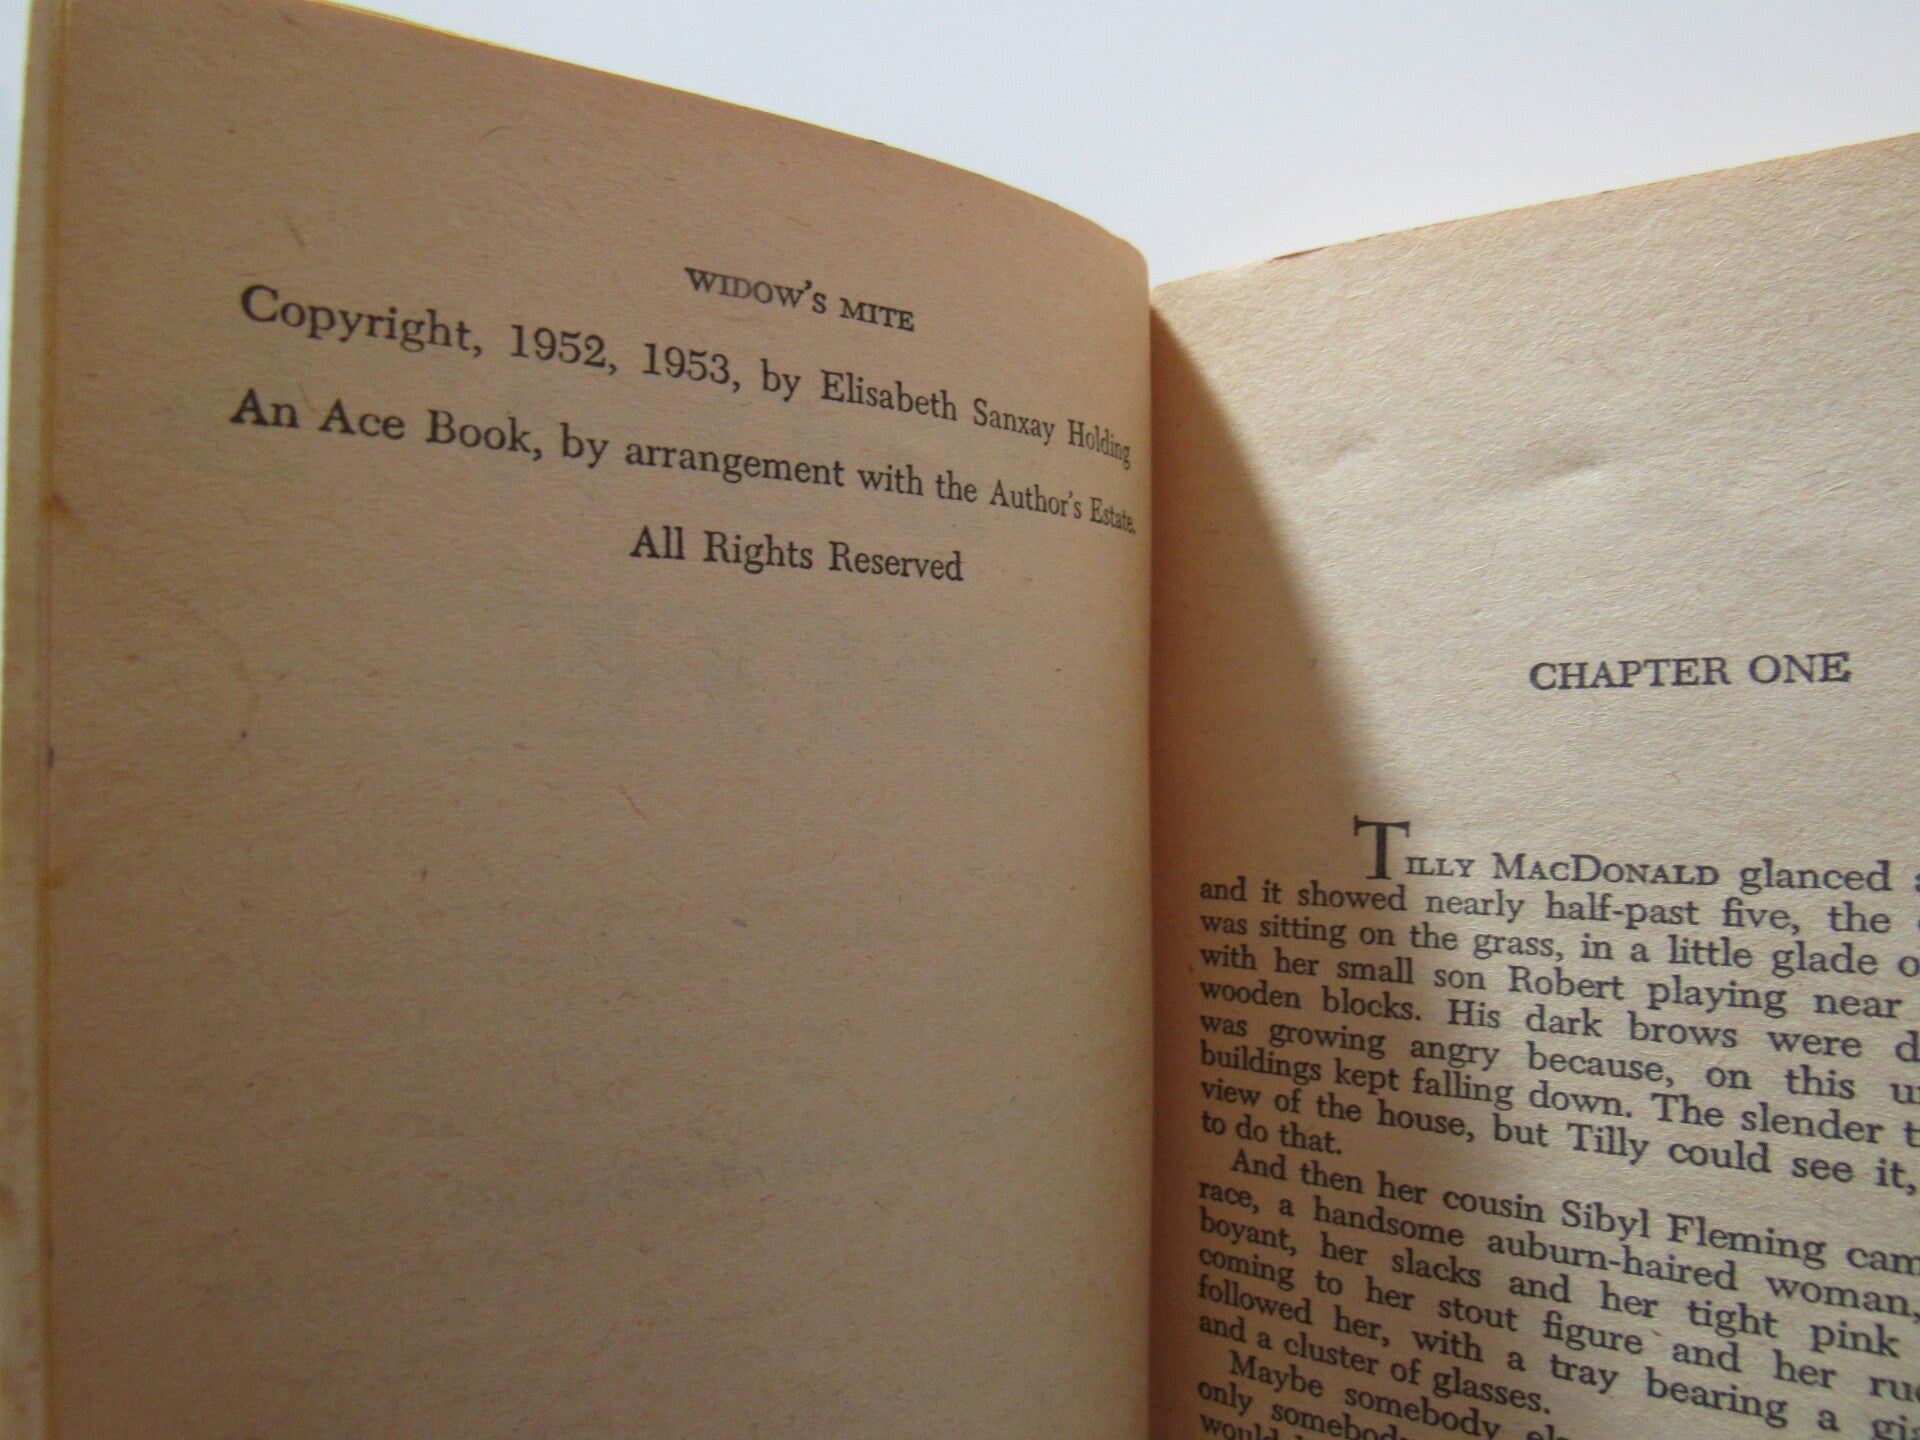 WIDOW'S MITE
Copyright, 1952, 1953, by Elisabeth Sanxay Holding
An Ace Book, by arrangement with the Author's Estate.
All Rights Reserved
CHAPTER ONE
TILLY MACDONALD glanced
and it showed nearly half-past five, the
was sitting on the grass, in a little glade
with her small son Robert playing near
wooden blocks. His dark brows were
was growing angry because, on this
buildings kept falling down. The slender
view of the house, but Tilly could see it,
to do that.
And then her cousin Sibyl Fleming
race, a handsome auburn-haired woman,
boyant, her slacks and her tight pink
coming to her stout figure and her
followed her, with a tray bearing a
and a cluster of glasses.
Maybe somebody
only
would